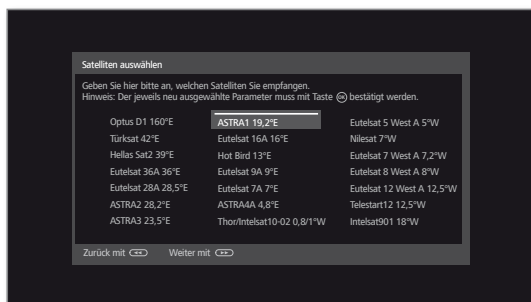 Satelliten auswählen
Geben Sie hier bitte an, welchen Satelliten Sie empfangen.
Hinweis: Der jeweils neu ausgewählte Parameter muss mit Taste OK bestätigt werden.
Optus D1 160°E ASTRA1 19,2°E Eutelsat 5 West A 5°W
Türksat 42°E Eutelsat 16A 16°E Nilesat 7°W
Hellas Sat2 39°E Hot Bird 13°E Eutelsat 7 West A 7,2°W
Eutelsat 36A 36°E Eutelsat 9A 9°E Eutelsat 8 West A 8°W
Eutelsat 28A 28,5°E Eutelsat 7A 7°E Eutelsat 12 West A 12,5°W
ASTRA2 28,2°E ASTRA4A 4,8°E Telestart12 12,5°W
ASTRA3 23,5°E Thor/Intelsat10-02 0,8/1°W Intelsat901 18°W
Zurück mit Weiter mit